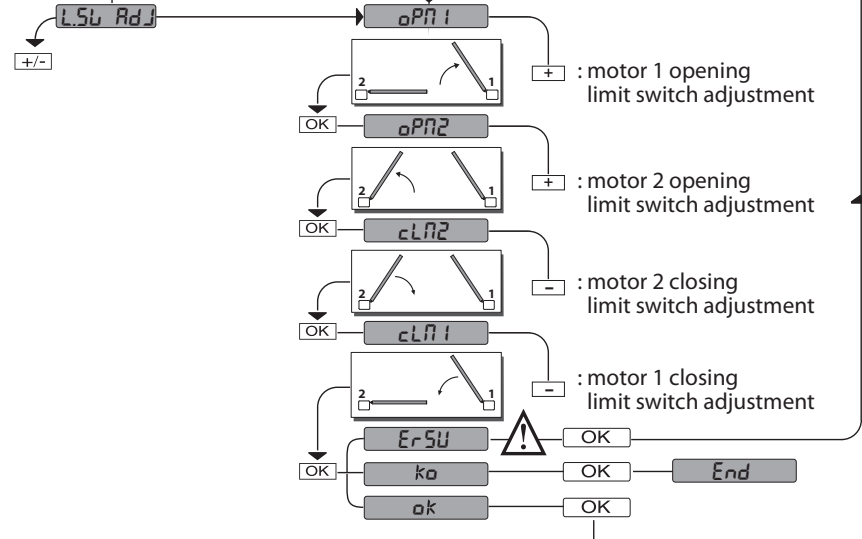 L.SW AdJ
oPM1
+/-
2
1
+
: motor 1 opening
limit switch adjustment
OK
oPM2
2
1
+
: motor 2 opening
limit switch adjustment
OK
cLM2
2
1
-
: motor 2 closing
limit switch adjustment
OK
cLM1
2
1
-
: motor 1 closing
limit switch adjustment
ErSW
!
OK
OK
ko
OK
End
ok
OK